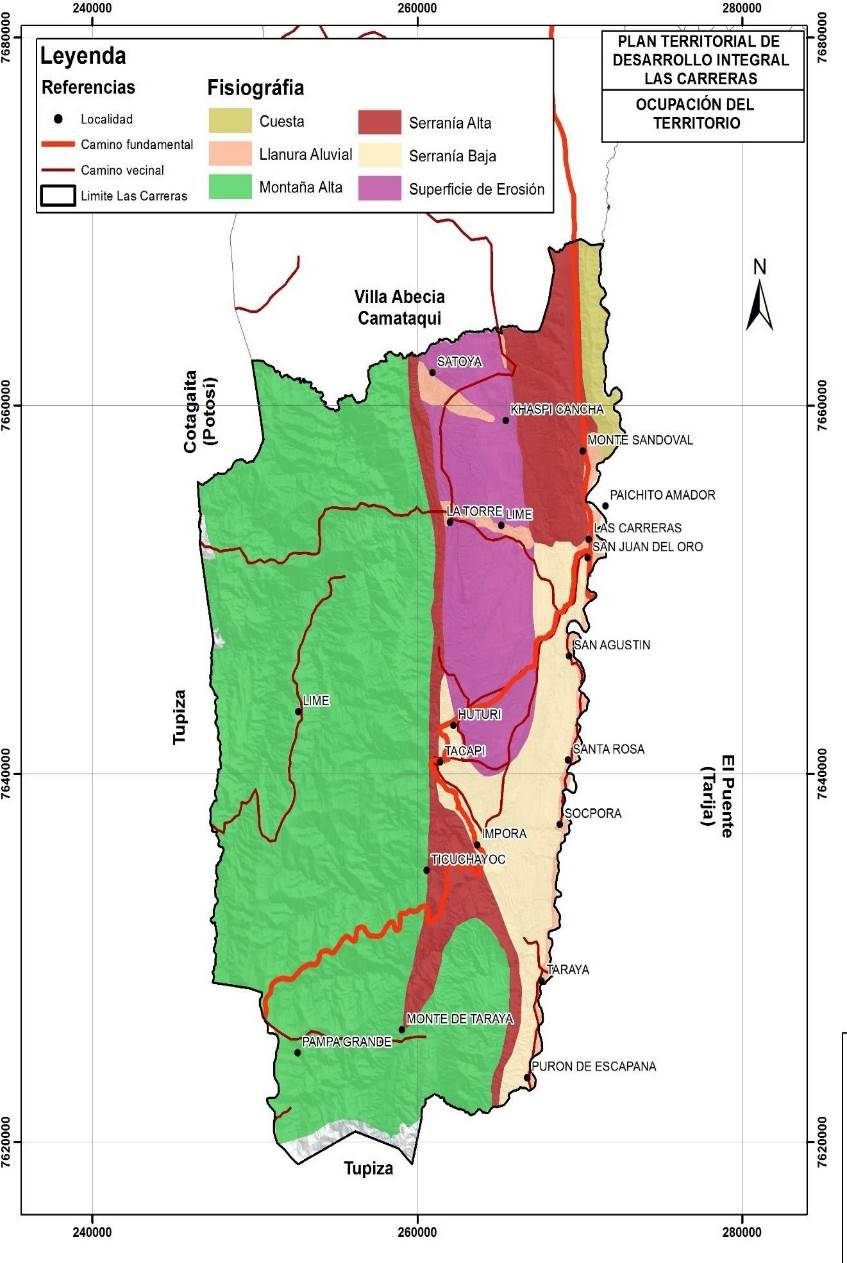 240000
260000
280000
7680000
7680000
Leyenda
Referencias
Localidad
Camino fundamental
Camino vecinal
Limite Las Carreras
Fisiográfia
Cuesta
Llanura Aluvial
Montaña Alta
Serranía Alta
Serranía Baja
Superficie de Erosión
PLAN TERRITORIAL DE
DESARROLLO INTEGRAL
LAS CARRERAS
OCUPACIÓN DEL
TERRITORIO
N
Villa Abecia
Camataqui
Cotagaita
(Potosi)
SATOYA
KHASPI CANCHA
7660000
7660000
MONTE SANDOVAL
PAICHITO AMADOR
LA TORRE
LIME
LAS CARRERAS
SAN JUAN DEL ORO
SAN AGUSTIN
Tupiza
LIME
HUTURI
TACAPI
SANTA ROSA
7640000
7640000
El Puente
(Tarija)
SOCPORA
IMPORA
TICUCHAYOC
TARAYA
MONTE DE TARAYA
PAMPA GRANDE
PURON DE ESCAPANA
7620000
7620000
Tupiza
240000
260000
280000